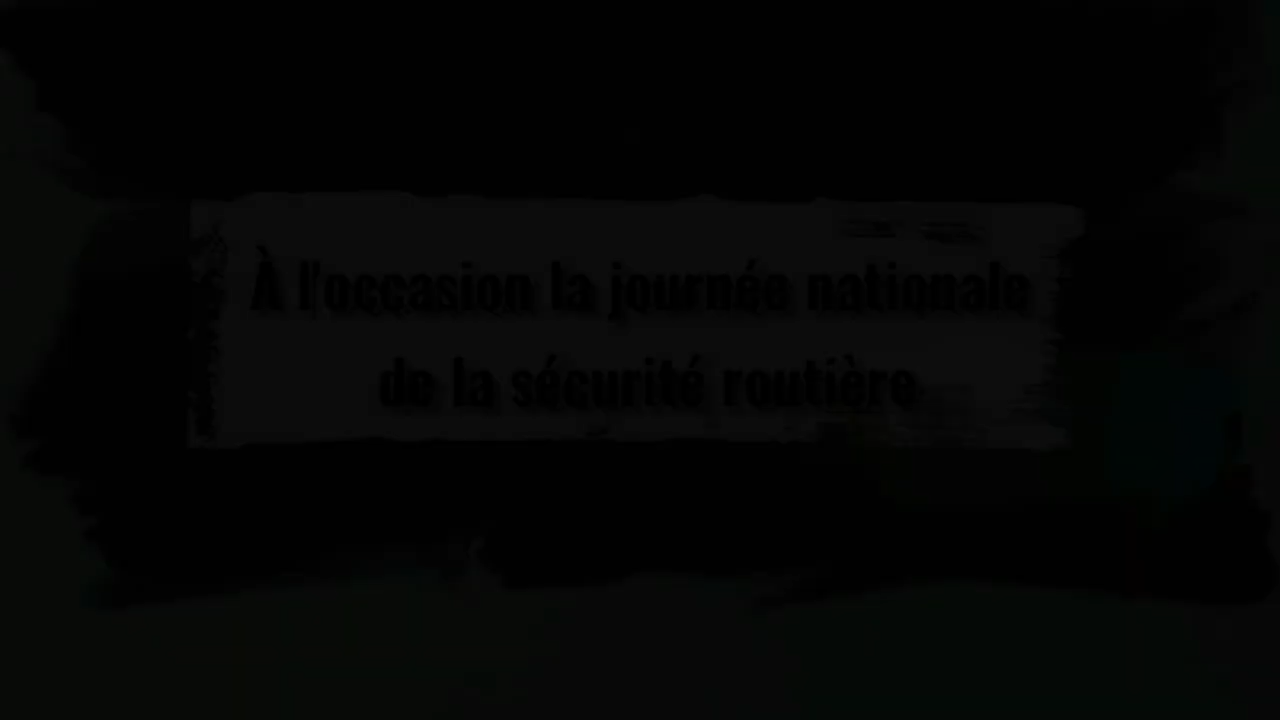 À l'occasion la journée nationale
de la sécurité routière